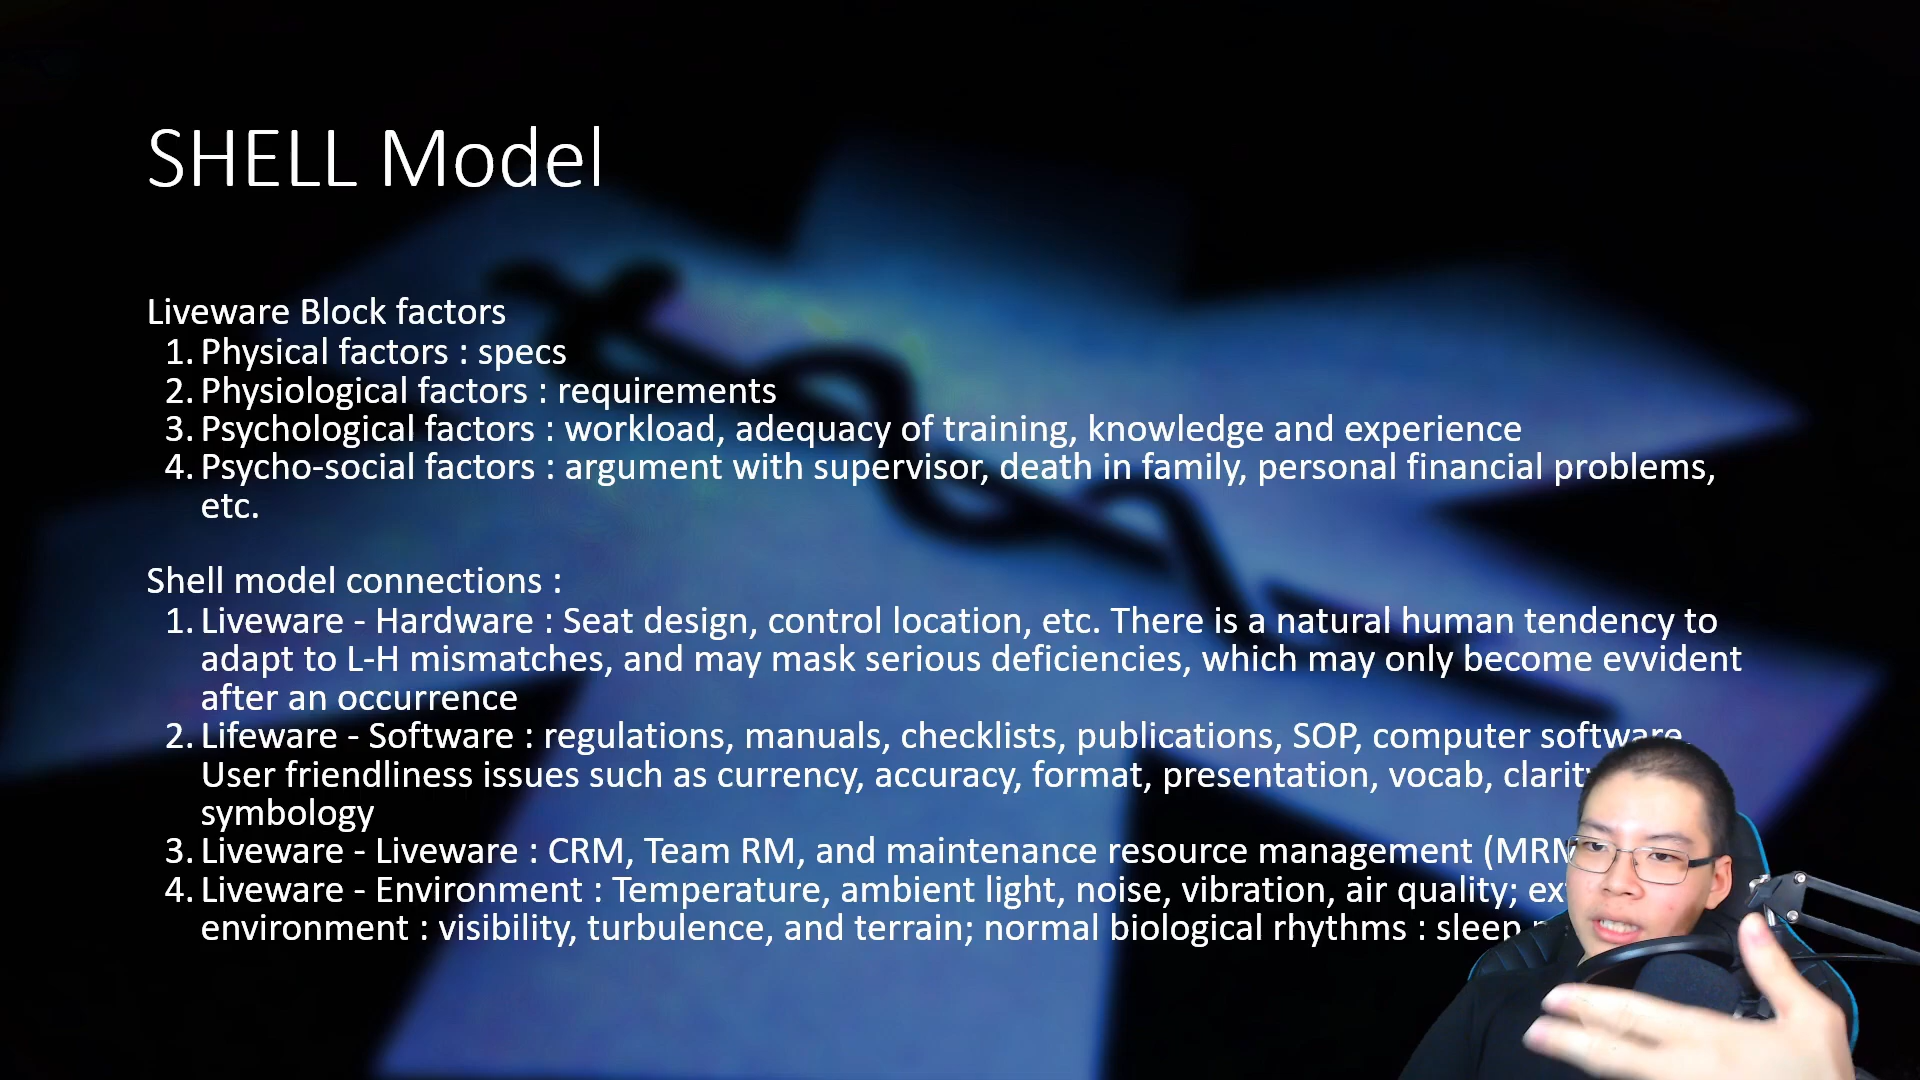 SHELL Model
Liveware Block factors
1. Physical factors : specs
2. Physiological factors : requirements
3. Psychological factors : workload, adequacy of training, knowledge and experience
4. Psycho-social factors : argument with supervisor, death in family, personal financial problems,
etc.
Shell model connections :
1. Liveware - Hardware : Seat design, control location, etc. There is a natural human tendency to
adapt to L-H mismatches, and may mask serious deficiencies, which may only become evvident
after an occurrence
2. Lifeware - Software : regulations, manuals, checklists, publications, SOP, computer software.
User friendliness issues such as currency, accuracy, format, presentation, vocab,
symbology
3. Liveware - Liveware : CRM, Team RM, and maintenance resource management
4. Liveware - Environment : Temperature, ambient light, noise, vibration, air quality;
environment : visibility, turbulence, and terrain; normal biological rhythms : sleep